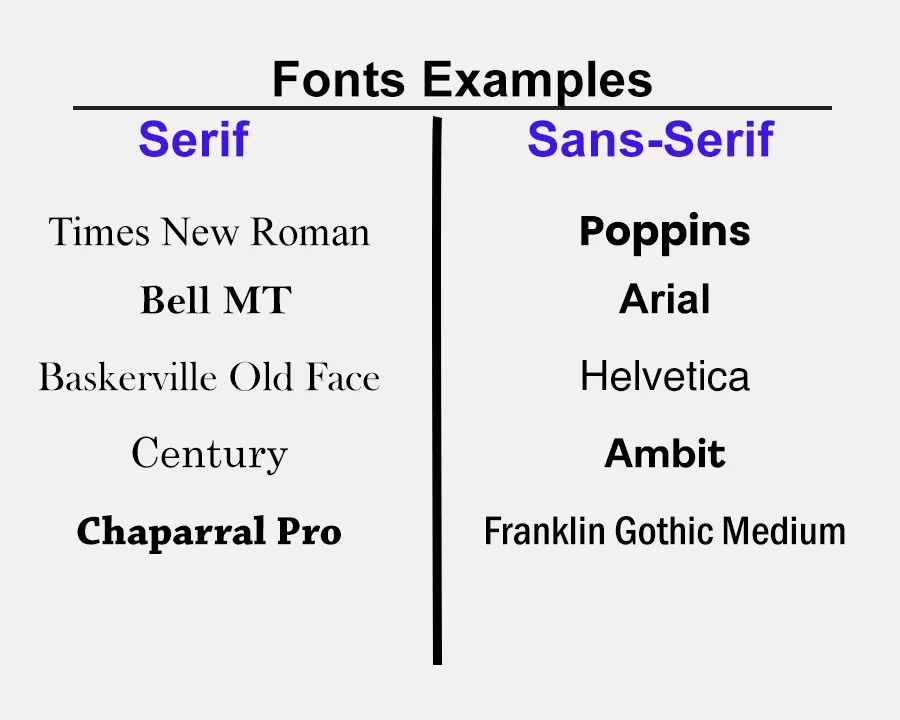 Fonts Examples
Serif
Times New Roman
Bell MT
Baskerville Old Face
Century
Chaparral Pro
Sans-Serif
Poppins
Arial
Helvetica
Ambit
Franklin Gothic Medium